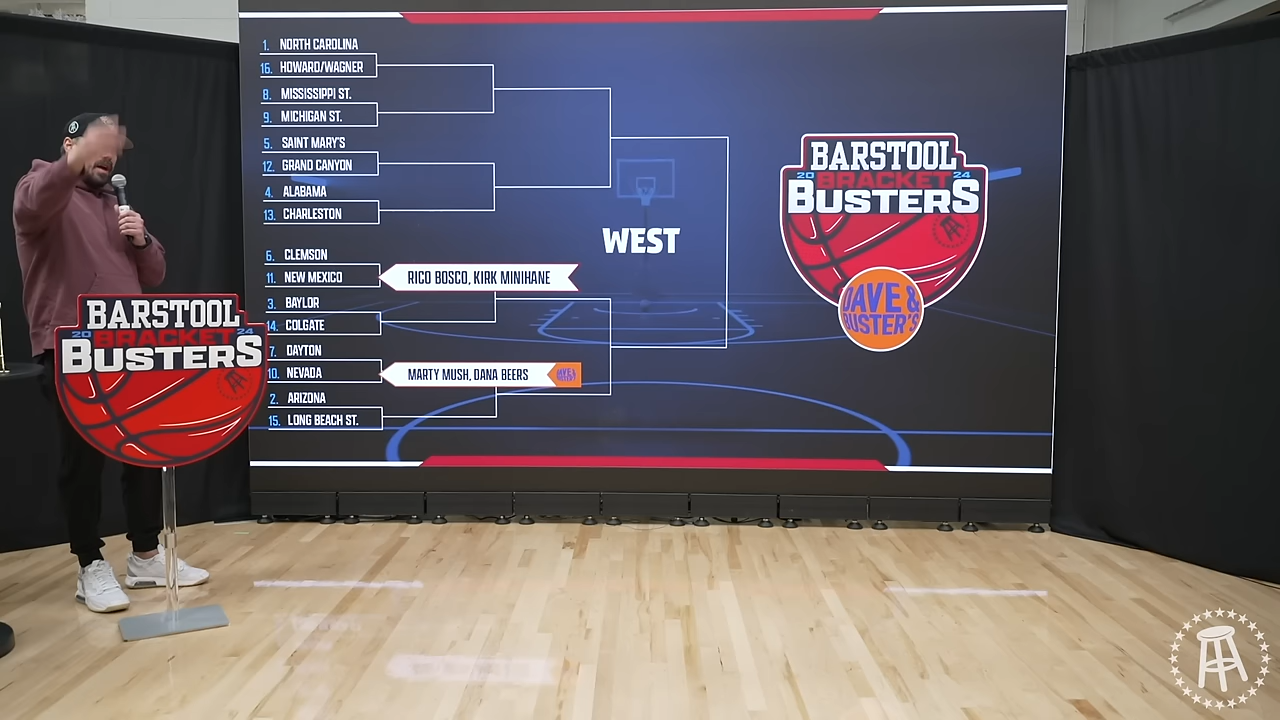 1. NORTH CAROLINA
16. HOWARD/WAGNER
8. MISSISSIPPI ST.
9. MICHIGAN ST.
5. SAINT MARY'S
12. GRAND CANYON
4. ALABAMA
13. CHARLESTON
6. CLEMSON
11. NEW MEXICO
RICO BOSCO, KIRK MINIHANE
3. BAYLOR
14. COLGATE
7. DAYTON
10. NEVADA
MARTY MUSH, DANA BEERS
DAVE & BUSTER'S
2. ARIZONA
15. LONG BEACH ST.
WEST
BARSTOOL
20 BRACKET 24
BUSTERS
DAVE &
BUSTER'S
BARSTOOL
20 BRACKET 24
BUSTERS